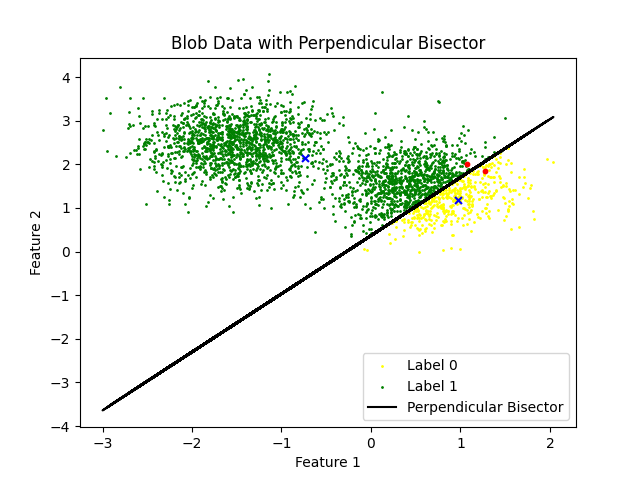 Blob Data with Perpendicular Bisector
Feature 2
4
3
2
1
0
−1
−2
−3
−4
Label 0
Label 1
Perpendicular Bisector
−3 −2 −1 0 1 2
Feature 1